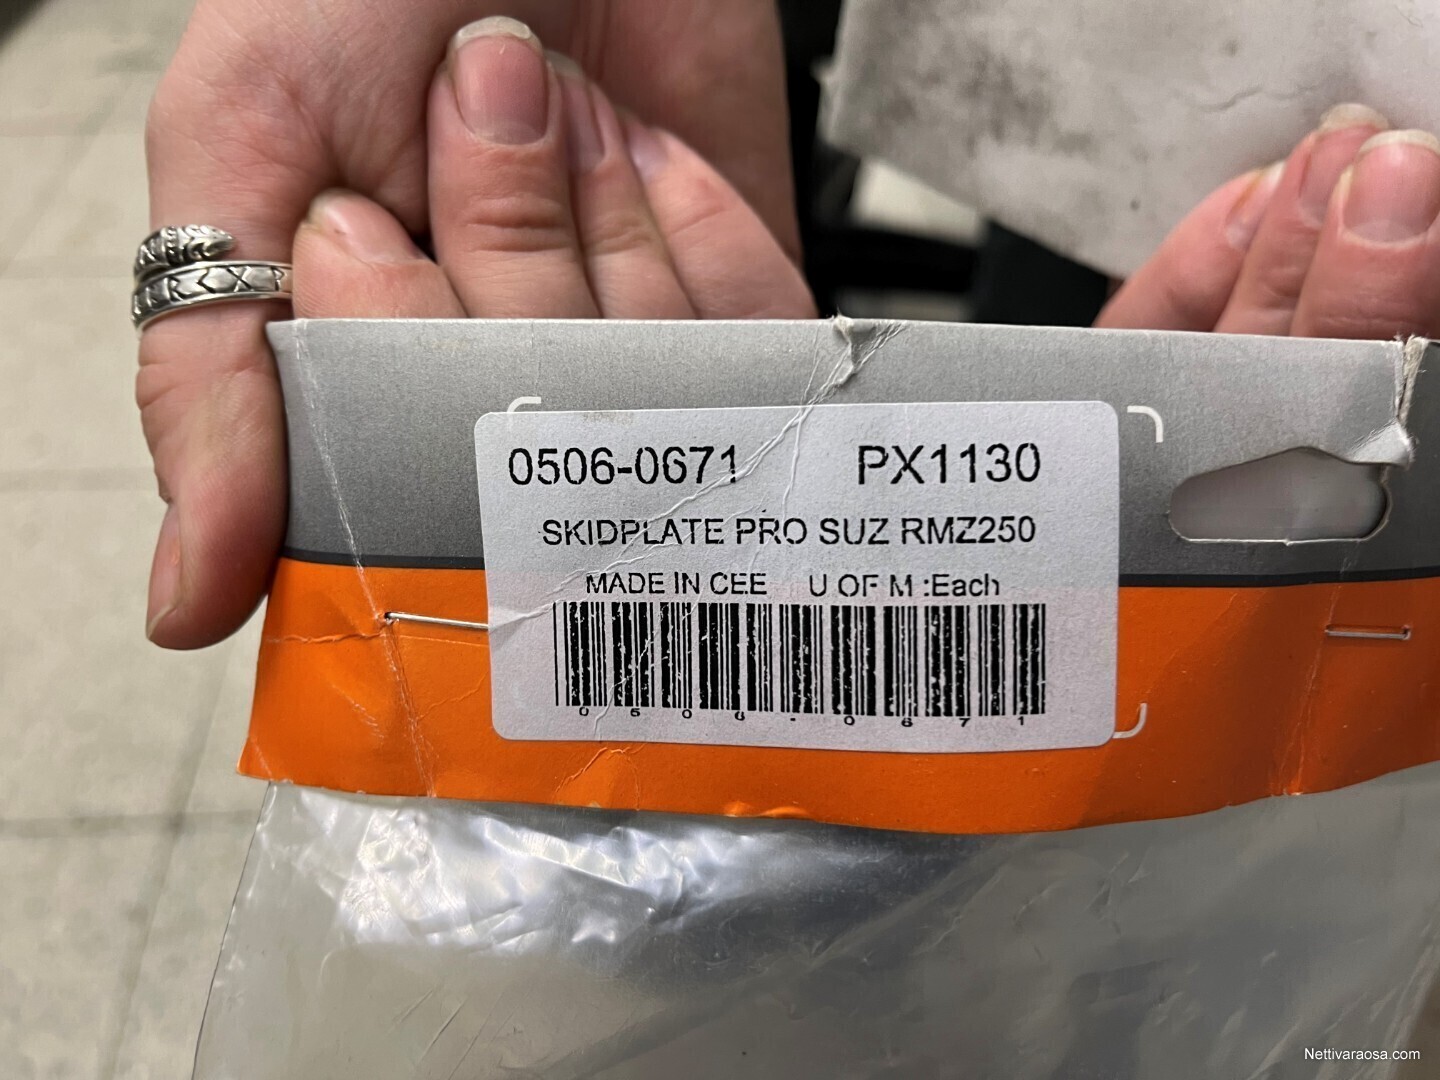 0506-0671 PX1130
SKIDPLATE PRO SUZ RMZ250
MADE IN CEE U OF M :Each
0506-0671
Nettivaraosa.com